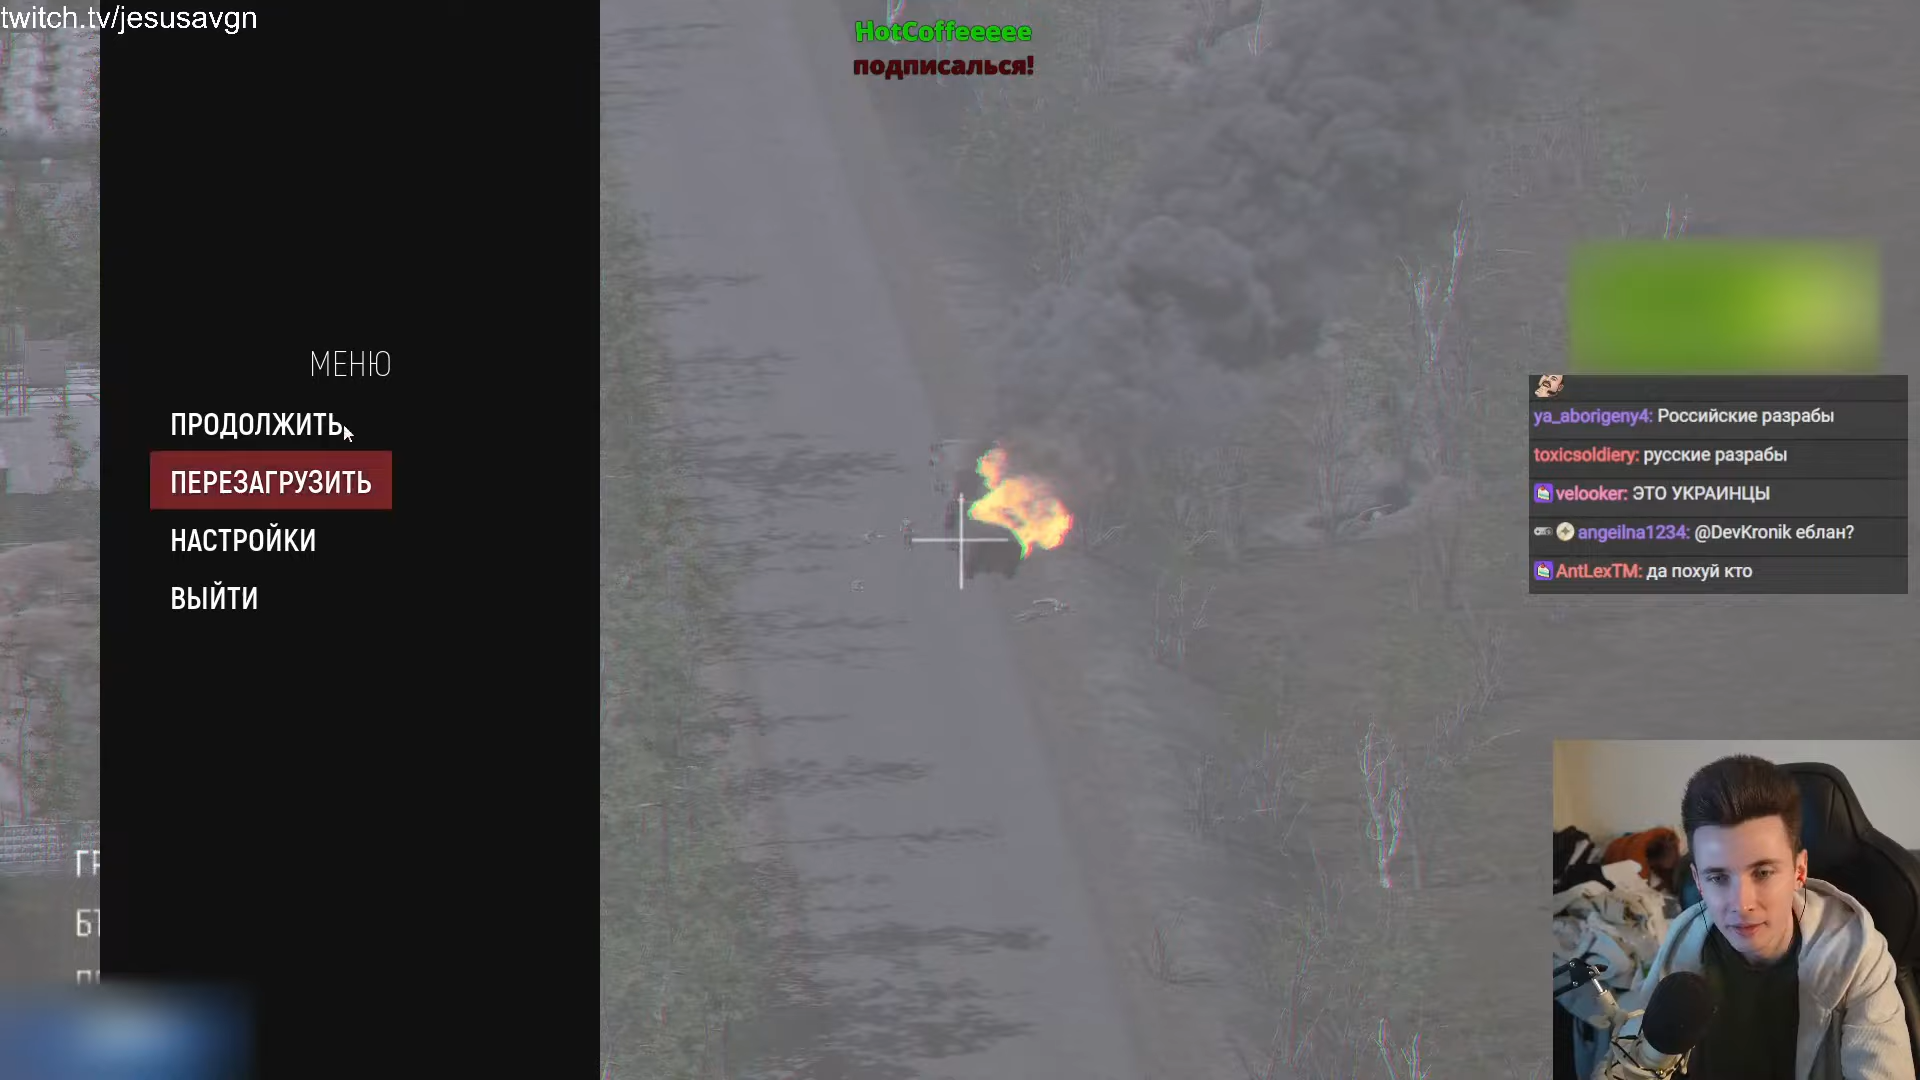 twitch.tv/jesusavgn
HotCoffeeeee
подписалься!
МЕНЮ
ПРОДОЛЖИТЬ
ПЕРЕЗАГРУЗИТЬ
НАСТРОЙКИ
ВЫЙТИ
ya_aborigeny4: Российские разрабы
toxicsoldiery: русские разрабы
velooker: ЭТО УКРАИНЦЫ
angeilna1234: @DevKronik еблан?
AntLexTM: да похуй кто